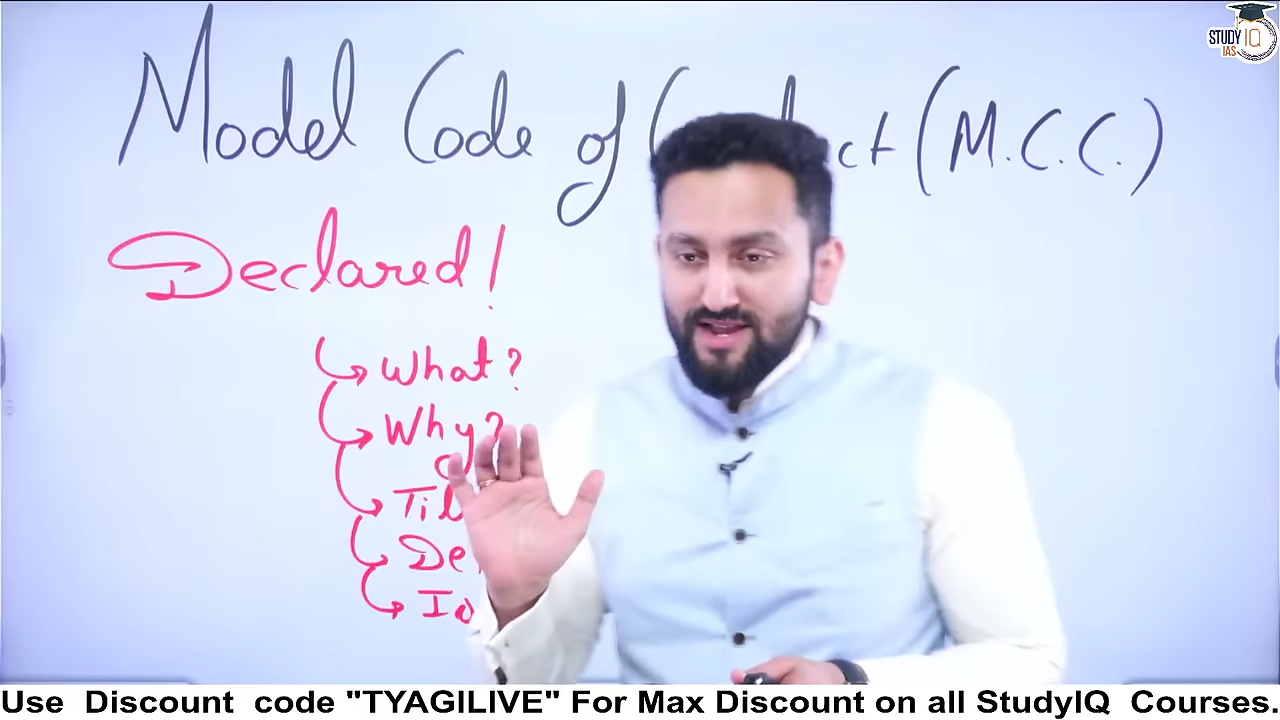 STUDY IQ
IAS
Model Code of ct (M.C.C.)
Declared!
What?
Why?
Use Discount code "TYAGILIVE" For Max Discount on all StudyIQ Courses.